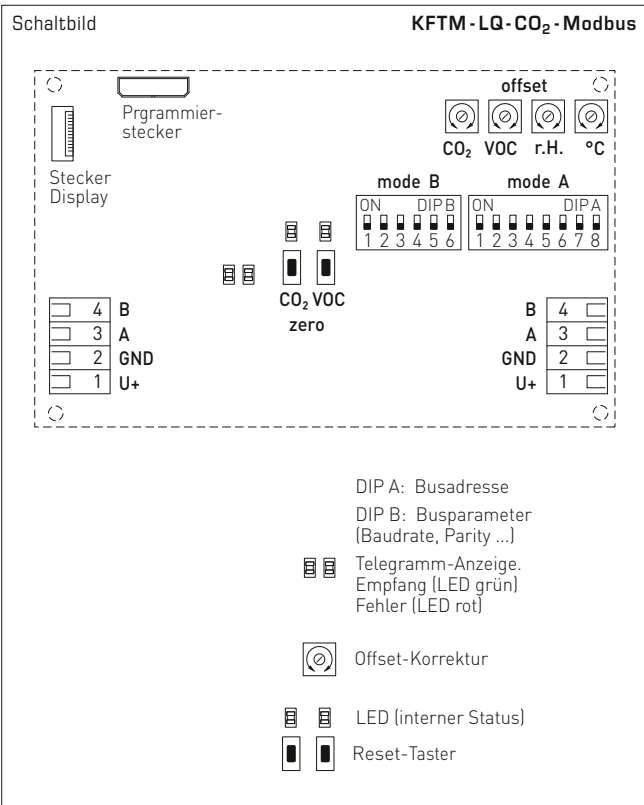 Schaltbild
KFTM-LQ-CO₂-Modbus
offset
Prgrammier-
stecker
CO₂ VOC r.H. °C
Stecker
Display
mode B
mode A
ON DIP B
1 2 3 4 5 6
ON DIP A
1 2 3 4 5 6 7 8
CO₂ VOC
zero
4 B
3 A
2 GND
1 U+
B 4
A 3
GND 2
U+ 1
DIP A: Busadresse
DIP B: Busparameter
(Baudrate, Parity ...)
Telegramm-Anzeige.
Empfang (LED grün)
Fehler (LED rot)
Offset-Korrektur
LED (interner Status)
Reset-Taster